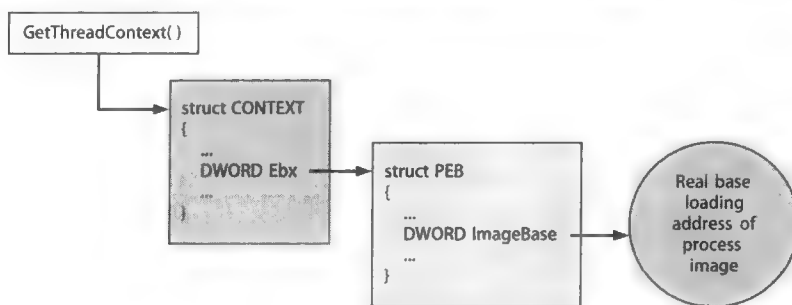 GetThreadContext( )
struct CONTEXT
{
...
DWORD Ebx
...
}
struct PEB
{
...
DWORD ImageBase
...
}
Real base
loading
address of
process
image